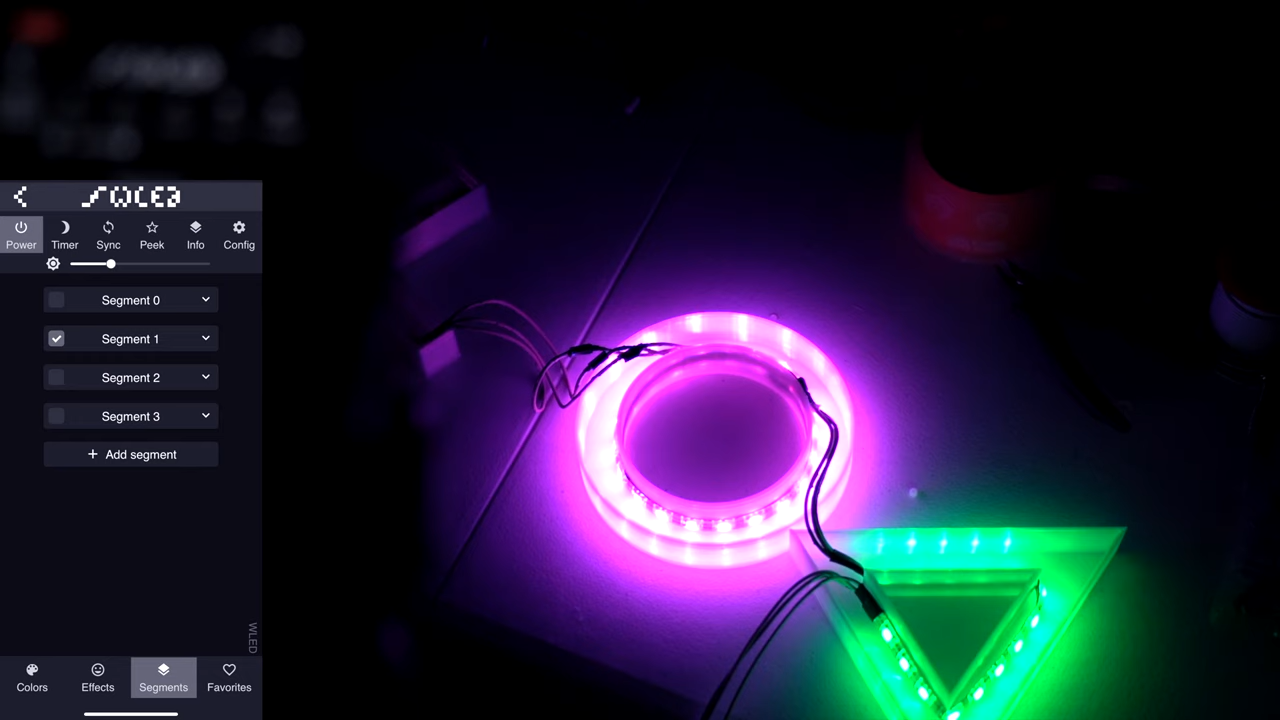 WLED
Power Timer Sync Peek Info Config
Segment 0
Segment 1
Segment 2
Segment 3
+ Add segment
WLED
Colors Effects Segments Favorites